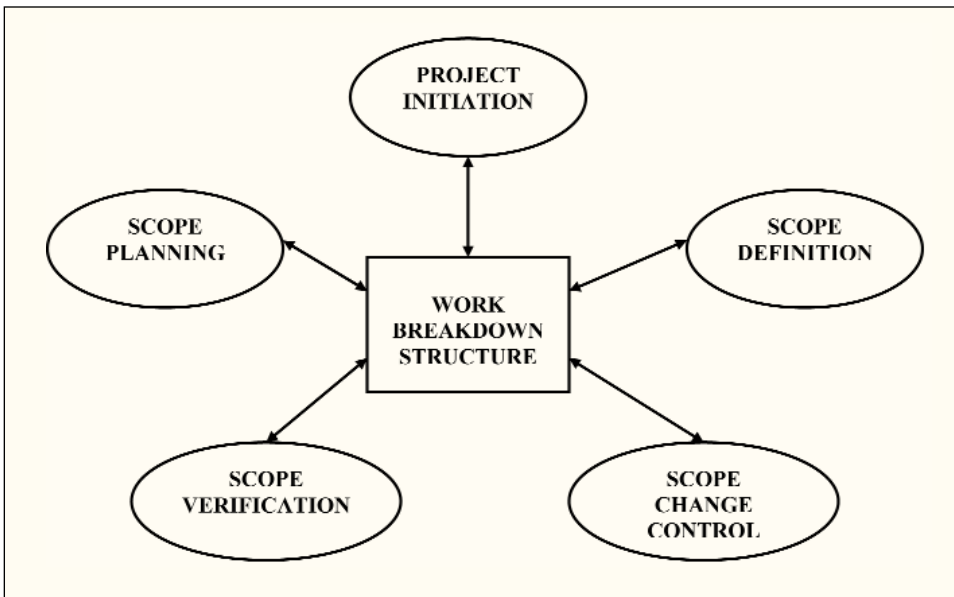 PROJECT
INITIATION
SCOPE
PLANNING
SCOPE
DEFINITION
WORK
BREAKDOWN
STRUCTURE
SCOPE
VERIFICATION
SCOPE
CHANGE
CONTROL